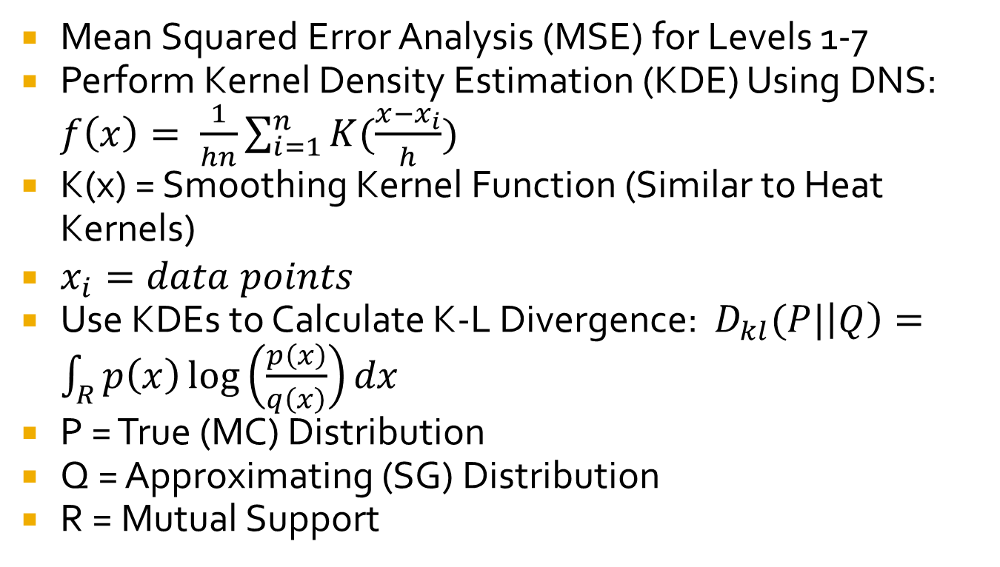 ▪ Mean Squared Error Analysis (MSE) for Levels 1-7
▪ Perform Kernel Density Estimation (KDE) Using DNS:
f(x) = \frac{1}{hn} \sum_{i=1}^{n} K(\frac{x-x_i}{h})
▪ K(x) = Smoothing Kernel Function (Similar to Heat
Kernels)
▪ x_i = data points
▪ Use KDEs to Calculate K-L Divergence: D_{kl}(P||Q) =
\int_R p(x) \log \left(\frac{p(x)}{q(x)}\right) dx
▪ P = True (MC) Distribution
▪ Q = Approximating (SG) Distribution
▪ R = Mutual Support